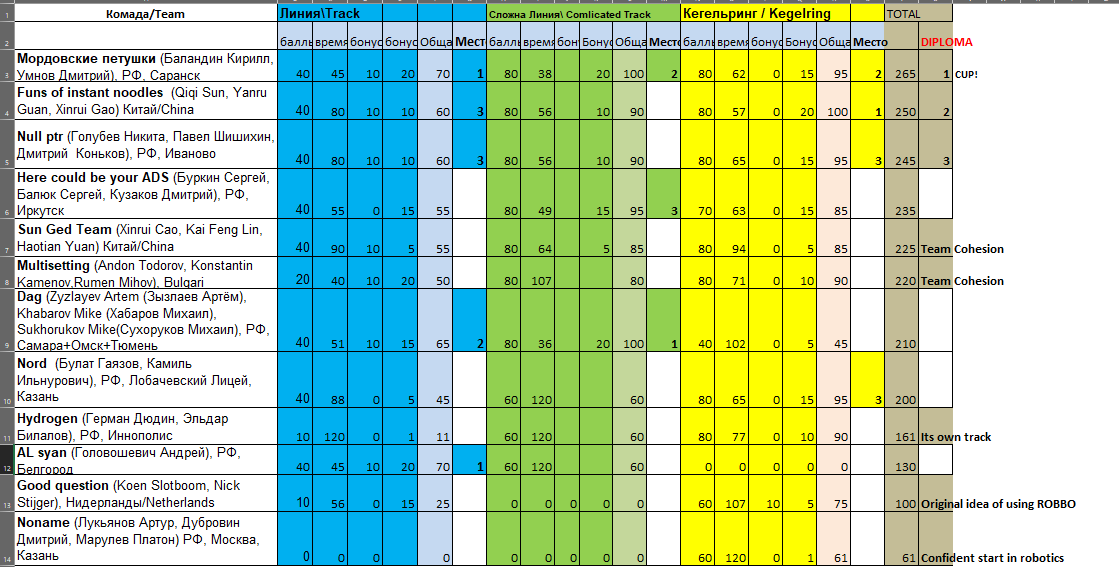 Комада/Team Линия\Track Сложна Линия\ Comlicated Track Кегельринг / Kegelring TOTAL
балль время бонус бонус Обща Мест балль время бон Бонус Обща Мест балль время бонус Бонус Обща Место DIPLOMA
Мордовские петушки (Баландин Кирилл,
Умнов Дмитрий), РФ, Саранск 40 45 10 20 70 1 80 38 20 100 2 80 62 0 15 95 2 265 1 CUP!
Funs of instant noodles (Qiqi Sun, Yanru
Guan, Xinrui Gao) Китай/China 40 80 10 10 60 3 80 56 10 90 80 57 0 20 100 1 250 2
Null ptr (Голубев Никита, Павел Шишихин,
Дмитрий Коньков), РФ, Иваново 40 80 10 10 60 3 80 56 10 90 80 65 0 15 95 3 245 3
Here could be your ADS (Буркин Сергей,
Балюк Сергей, Кузаков Дмитрий), РФ,
Иркутск 40 55 0 15 55 80 49 15 95 3 70 63 0 15 85 235
Sun Ged Team (Xinrui Cao, Kai Feng Lin,
Haotian Yuan) Китай/China 40 90 10 5 55 80 64 5 85 80 94 0 5 85 225 Team Cohesion
Multisetting (Andon Todorov, Konstantin
Kamenov,Rumen Mihov), Bulgari 20 40 10 20 50 80 107 80 80 71 0 10 90 220 Team Cohesion
Dag (Zyzlayev Artem (Зызлаев Артём),
Khabarov Mike (Хабаров Михаил),
Sukhorukov Mike(Сухоруков Михаил), РФ,
Самара+Омск+Тюмень 40 51 10 15 65 2 80 36 20 100 1 40 102 0 5 45 210
Nord (Булат Гаязов, Камиль
Ильнурович), РФ, Лобачевский Лицей,
Казань 40 88 0 5 45 60 120 60 80 65 0 15 95 3 200
Hydrogen (Герман Дюдин, Эльдар
Билалов), РФ, Иннополис 10 120 0 1 11 60 120 60 80 77 0 10 90 161 Its own track
AL syan (Головошевич Андрей), РФ,
Белгород 40 45 10 20 70 1 60 120 60 0 0 0 0 0 130
Good question (Koen Slotboom, Nick
Stijger), Нидерланды/Netherlands 10 56 0 15 25 0 0 0 0 0 60 107 10 5 75 100 Original idea of using ROBBO
Noname (Лукьянов Артур, Дубровин
Дмитрий, Марулев Платон) РФ, Москва,
Казань 0 0 0 0 0 0 0 60 120 0 1 61 61 Confident start in robotics